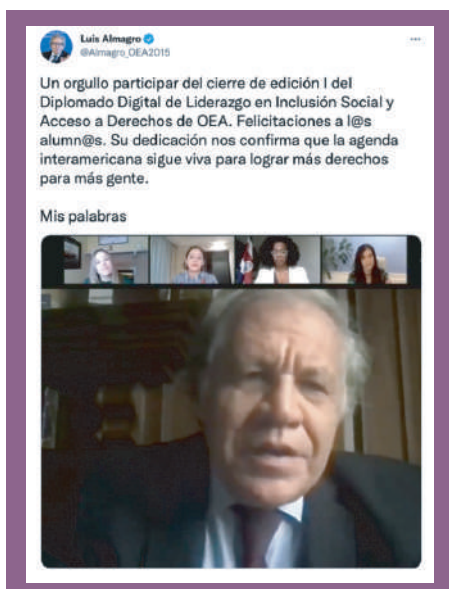 Luis Almagro
@Almagro_OEA2015
Un orgullo participar del cierre de edición I del
Diplomado Digital de Liderazgo en Inclusión Social y
Acceso a Derechos de OEA. Felicitaciones a l@s
alumn@s. Su dedicación nos confirma que la agenda
interamericana sigue viva para lograr más derechos
para más gente.
Mis palabras